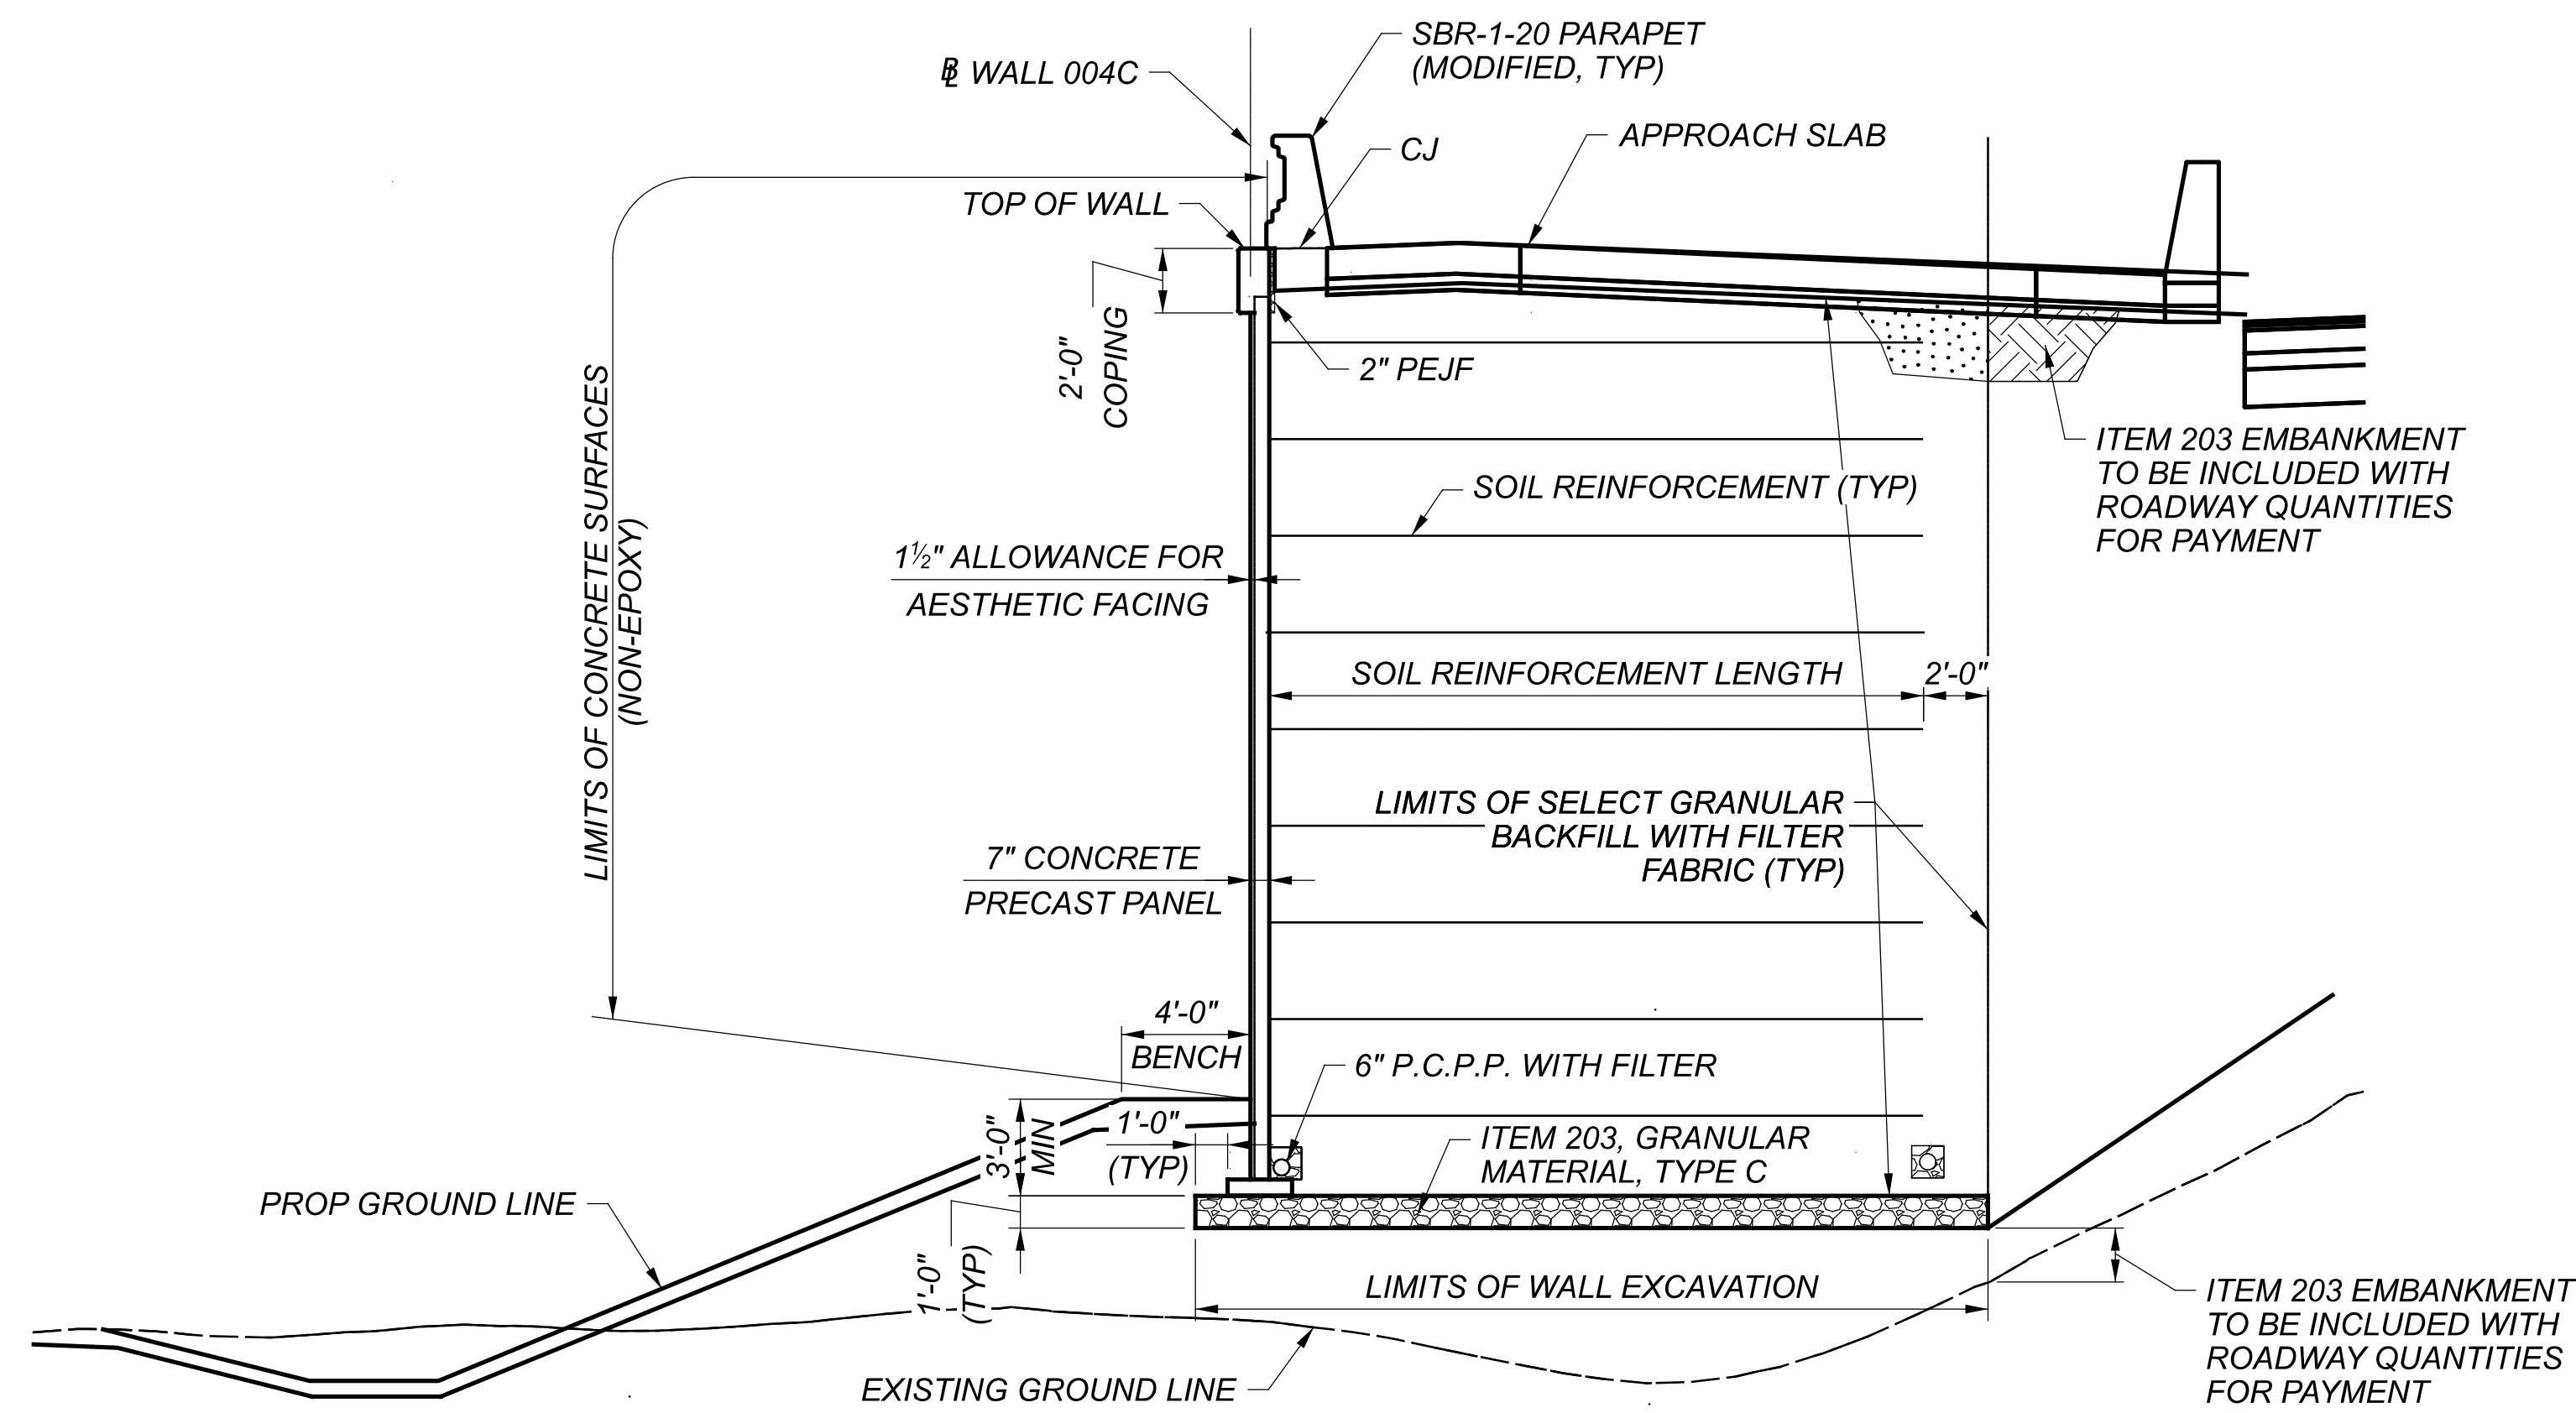 SBR-1-20 PARAPET
(MODIFIED, TYP)
℄ WALL 004C
APPROACH SLAB
CJ
TOP OF WALL
2'-0"
COPING
2" PEJF
LIMITS OF CONCRETE SURFACES
(NON-EPOXY)
ITEM 203 EMBANKMENT
TO BE INCLUDED WITH
ROADWAY QUANTITIES
FOR PAYMENT
SOIL REINFORCEMENT (TYP)
1½" ALLOWANCE FOR
AESTHETIC FACING
SOIL REINFORCEMENT LENGTH
2'-0"
LIMITS OF SELECT GRANULAR
BACKFILL WITH FILTER
FABRIC (TYP)
7" CONCRETE
PRECAST PANEL
4'-0"
BENCH
6" P.C.P.P. WITH FILTER
3'-0"
MIN
1'-0"
(TYP)
ITEM 203, GRANULAR
MATERIAL, TYPE C
PROP GROUND LINE
1'-0"
(TYP)
LIMITS OF WALL EXCAVATION
EXISTING GROUND LINE
ITEM 203 EMBANKMENT
TO BE INCLUDED WITH
ROADWAY QUANTITIES
FOR PAYMENT